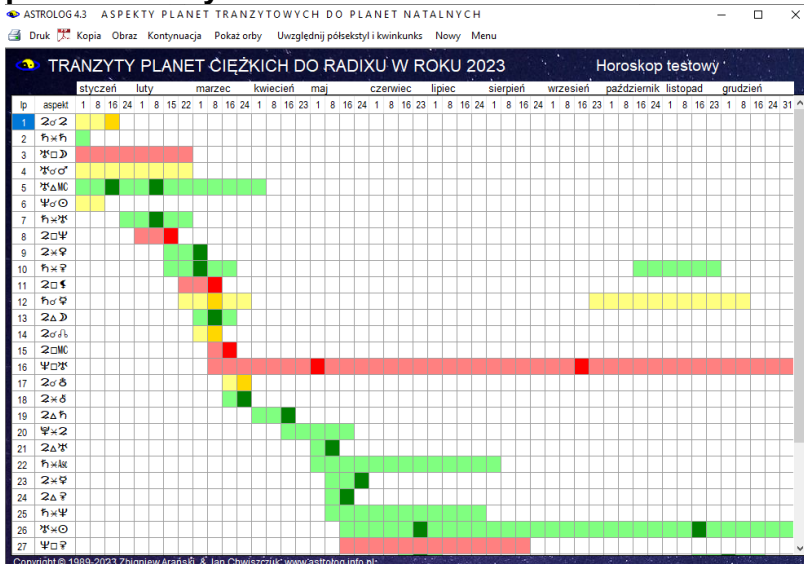 ASTROLOG 4.3 ASPEKTY PLANET TRANZYTOWYCH DO PLANET NATALNYCH
Druk Kopia Obraz Kontynuacja Pokaż orby Uwzględnij półsekstyl i kwinkunks Nowy Menu
TRANZYTY PLANET CIĘŻKICH DO RADIXU W ROKU 2023 Horoskop testowy
styczeń luty marzec kwiecień maj czerwiec lipiec sierpień wrzesień październik listopad grudzień
lp aspekt 1 8 16 24 1 8 15 22 1 8 16 24 1 8 16 23 1 8 16 24 1 8 16 24 1 8 16 24 1 8 16 24 1 8 16 23 1 8 16 24 1 8 16 23 1 8 16 24 31
1 ♃☌♃
2 ♄⚹♄
3 ♅□☽
4 ♅☌♂
5 ♅△MC
6 ♆☌☉
7 ♄⚹♅
8 ♃□♆
9 ♃⚹♀
10 ♄⚹⚳
11 ♃□⚸
12 ♄☌☿
13 ♃△☽
14 ♃☌☊
15 ♃□MC
16 ♆□♅
17
18
19 ♃△♄
20
21 ♃△♅
22 ♄⚹Asc
23 ♃⚹☿
24
25 ♄⚹♆
26 ♅⚹☉
27
Copyright © 1989-2023 Zbigniew Arański & Jan Chwiszczuk, www.astrolog.info.pl